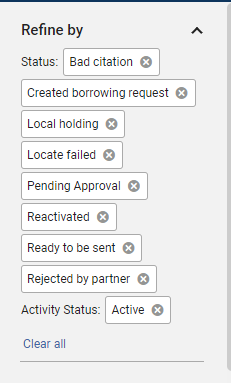 Refine by
Status: Bad citation
Created borrowing request
Local holding
Locate failed
Pending Approval
Reactivated
Ready to be sent
Rejected by partner
Activity Status: Active
Clear all